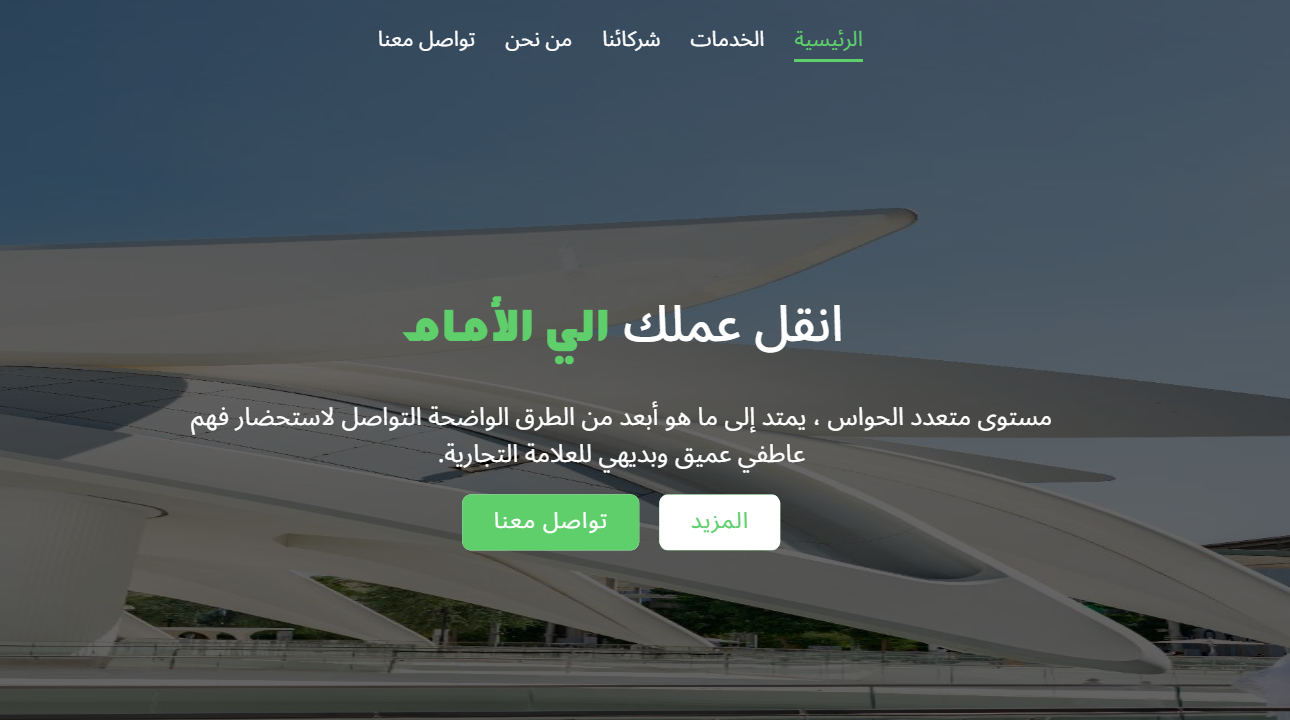 الرئيسية الخدمات شركائنا من نحن تواصل معنا
انقل عملك الي الأمام
مستوى متعدد الحواس ، يمتد إلى ما هو أبعد من الطرق الواضحة التواصل لاستحضار فهم
عاطفي عميق وبديهي للعلامة التجارية.
المزيد تواصل معنا